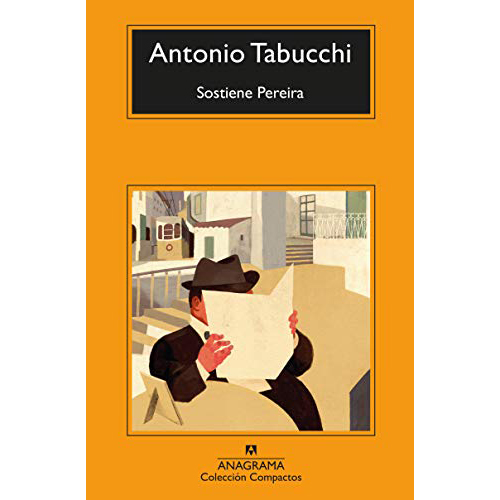 Antonio Tabucchi
Sostiene Pereira
ANAGRAMA
Colección Compactos